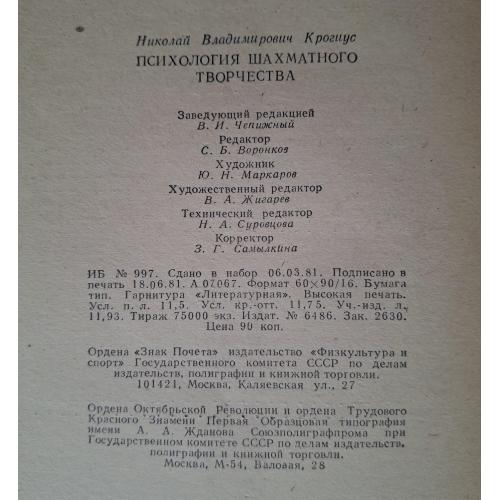 Николай Владимирович Крогиус
ПСИХОЛОГИЯ ШАХМАТНОГО
ТВОРЧЕСТВА
Заведующий редакцией
В. И. Чепижный
Редактор
С. Б. Воронков
Художник
Ю. Н. Маркаров
Художественный редактор
В. А. Жигарев
Технический редактор
Н. А. Суровцова
Корректор
З. Г. Самылкина
ИБ № 997. Сдано в набор 06.03.81. Подписано в
печать 18.06.81. А 07067. Формат 60×90/16. Бумага
тип. Гарнитура «Литературная». Высокая печать.
Усл. п. л. 11,5. Усл. кр.-отт. 11,75. Уч.-изд. л.
11,93. Тираж 75000 экз. Издат. № 6486. Зак. 2630.
Цена 90 коп.
Ордена «Знак Почета» издательство «Физкультура и
спорт» Государственного комитета СССР по делам
издательств, полиграфии и книжной торговли.
101421, Москва, Каляевская ул., 27
Ордена Октябрьской Революции и ордена Трудового
Красного Знамени Первая Образцовая типография
имени А. А. Жданова Союзполиграфпрома при
Государственном комитете СССР по делам издательств,
полиграфии и книжной торговли.
Москва, М-54, Валовая, 28